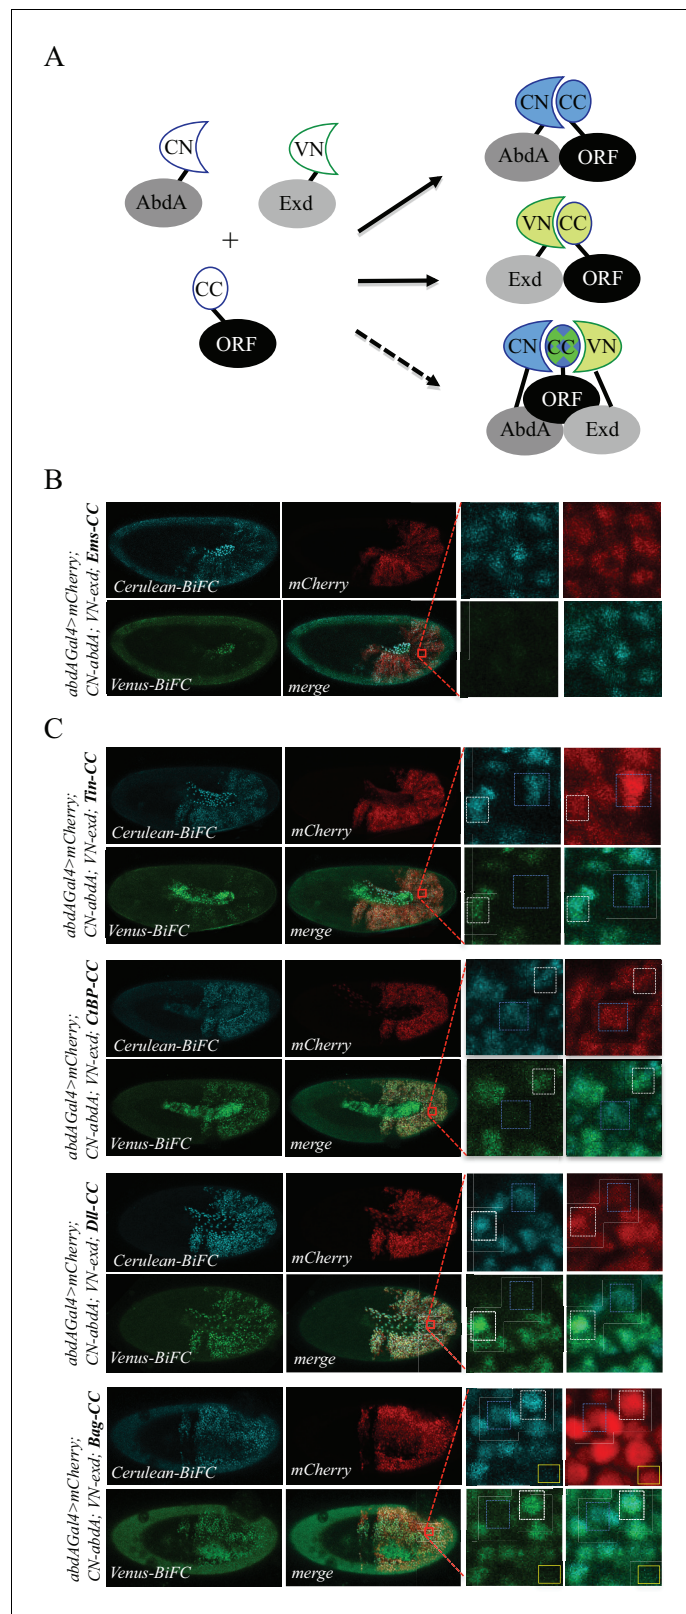 A
CN
VN
AbdA
Exd
+
CC
ORF
CN
CC
AbdA
ORF
VN
CC
Exd
ORF
CN
CC
VN
ORF
AbdA
Exd
B
abdAGal4>mCherry;
CN-abdA; VN-exd; Ems-CC
Cerulean-BiFC
mCherry
Venus-BiFC
merge
C
abdAGal4>mCherry;
CN-abdA; VN-exd; Tin-CC
Cerulean-BiFC
mCherry
Venus-BiFC
merge
abdAGal4>mCherry;
CN-abdA; VN-exd; CtBP-CC
Cerulean-BiFC
mCherry
Venus-BiFC
merge
abdAGal4>mCherry;
CN-abdA; VN-exd; Dll-CC
Cerulean-BiFC
mCherry
Venus-BiFC
merge
abdAGal4>mCherry;
CN-abdA; VN-exd; Bag-CC
Cerulean-BiFC
mCherry
Venus-BiFC
merge